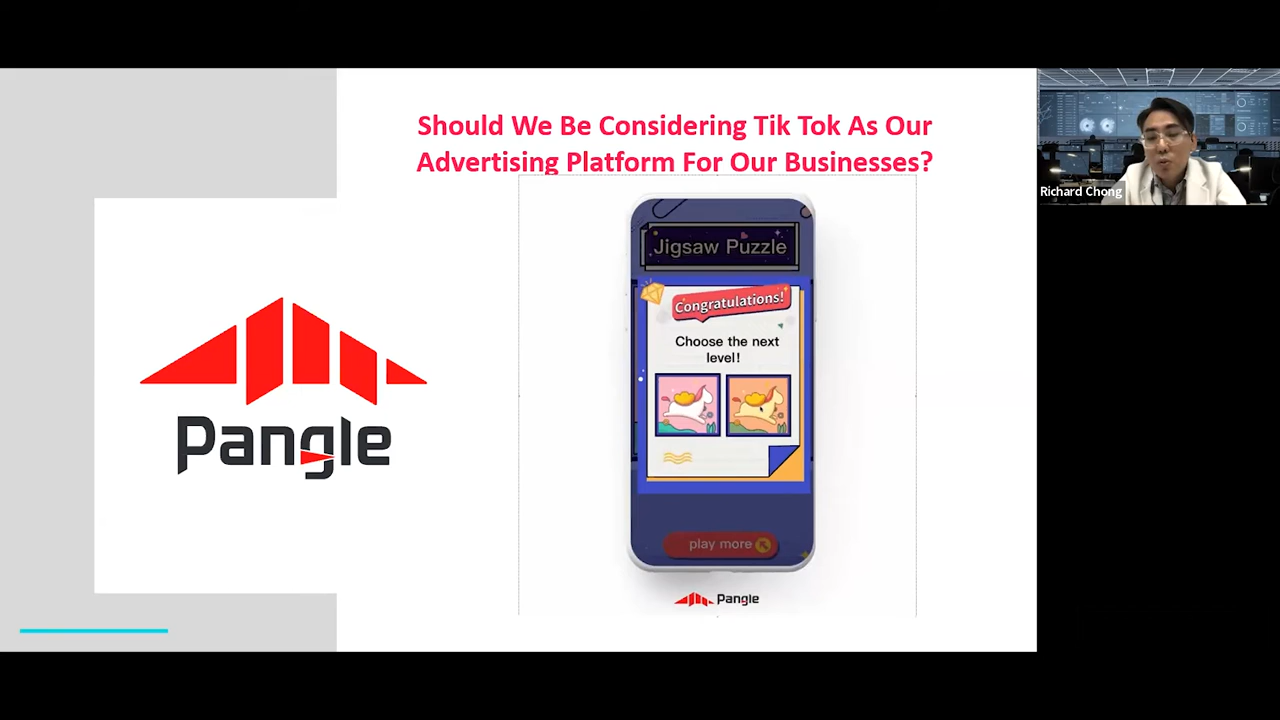 Should We Be Considering Tik Tok As Our
Advertising Platform For Our Businesses?
Richard Chong
Pangle
Jigsaw Puzzle
Congratulations!
Choose the next
level!
play more
Pangle